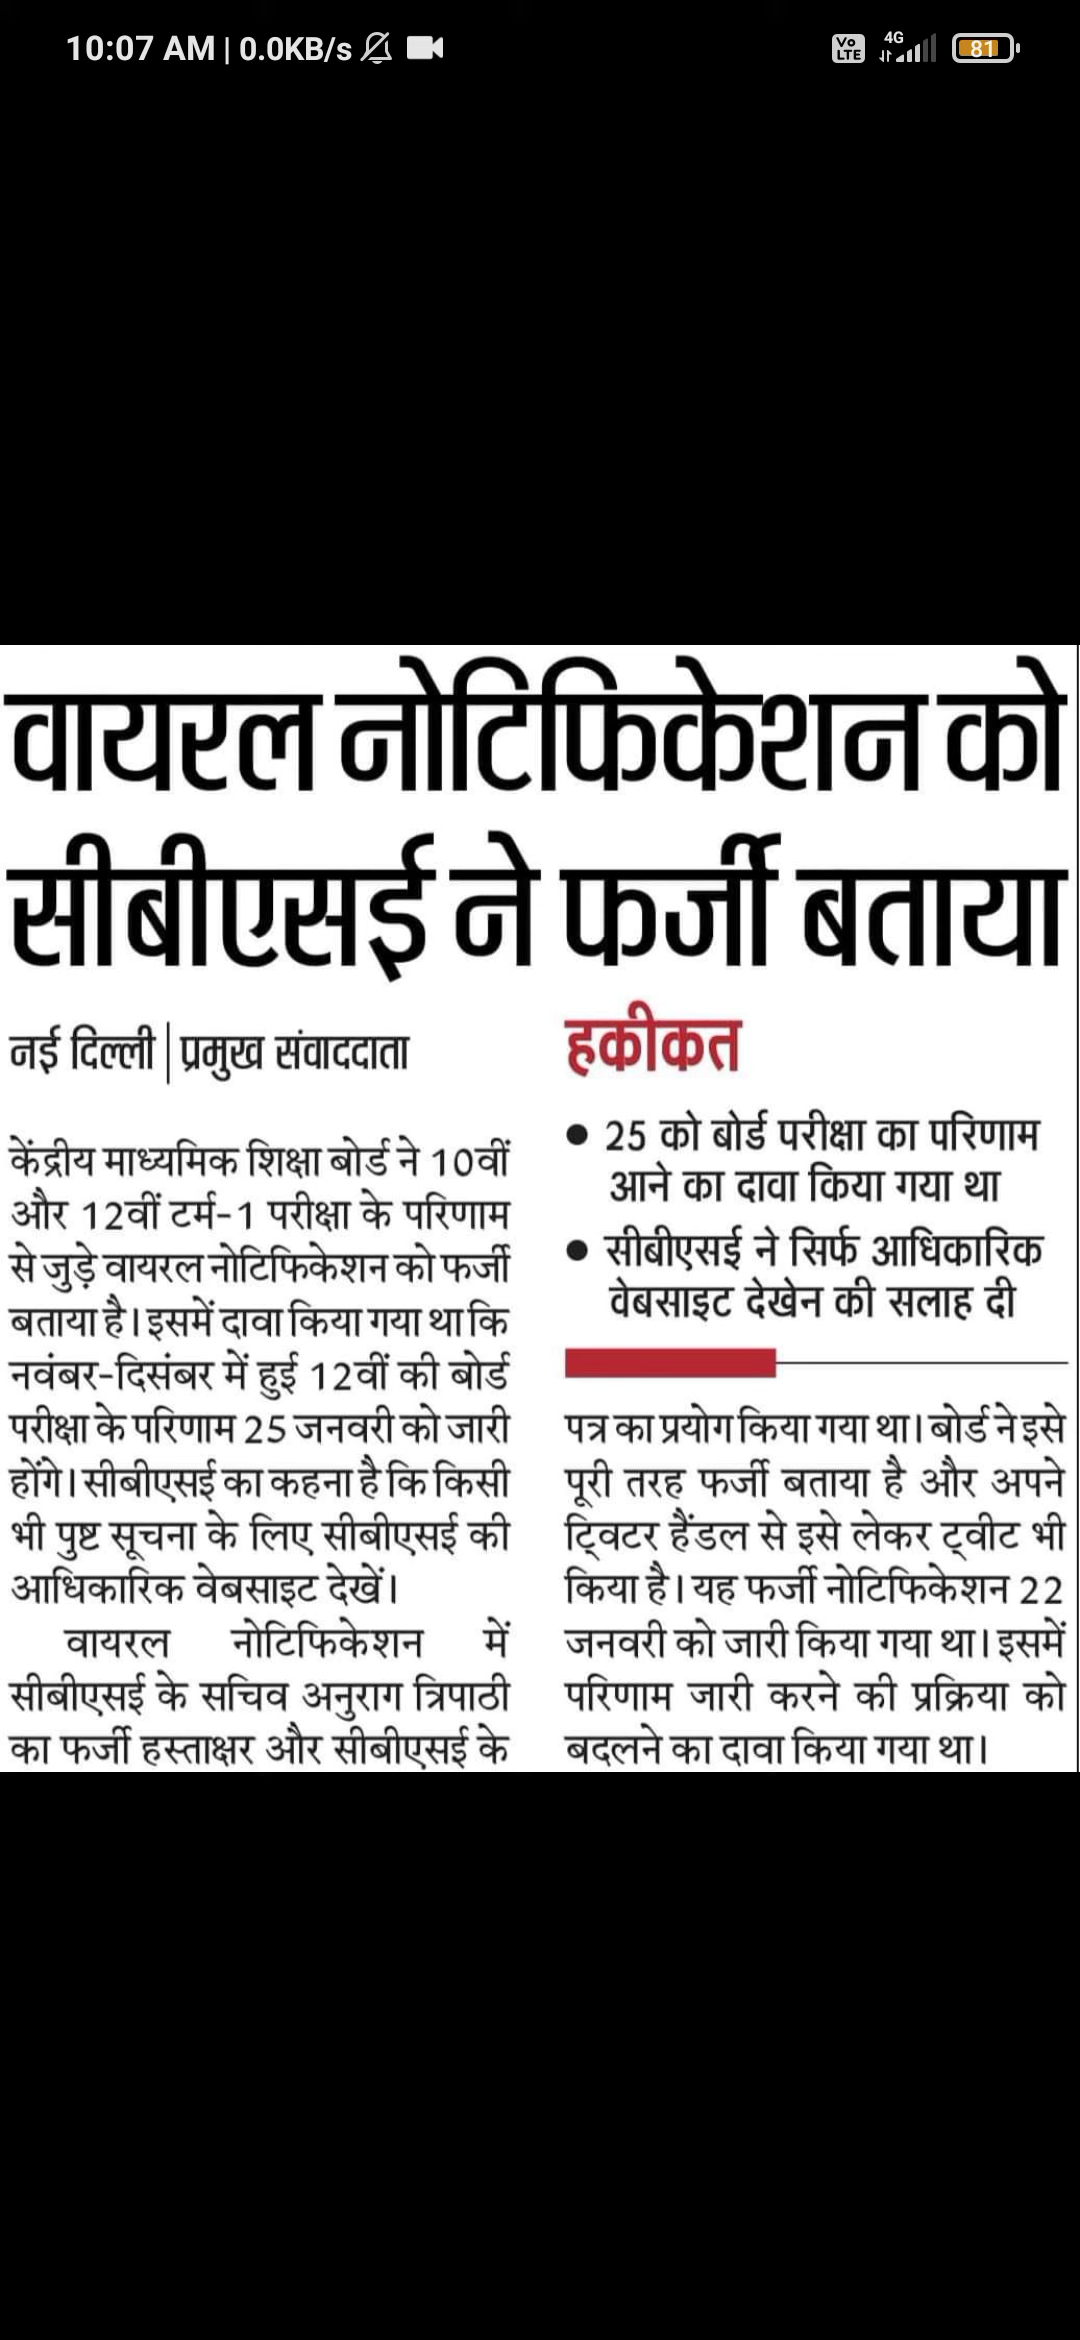 10:07 AM | 0.0KB/s
Vo LTE 4G 81
वायरल नोटिफिकेशन को
सीबीएसई ने फर्जी बताया
नई दिल्ली | प्रमुख संवाददाता
केंद्रीय माध्यमिक शिक्षा बोर्ड ने 10वीं
और 12वीं टर्म-1 परीक्षा के परिणाम
से जुड़े वायरल नोटिफिकेशन को फर्जी
बताया है। इसमें दावा किया गया था कि
नवंबर-दिसंबर में हुई 12वीं की बोर्ड
परीक्षा के परिणाम 25 जनवरी को जारी
होंगे। सीबीएसई का कहना है कि किसी
भी पुष्ट सूचना के लिए सीबीएसई की
आधिकारिक वेबसाइट देखें।
वायरल नोटिफिकेशन में
सीबीएसई के सचिव अनुराग त्रिपाठी
का फर्जी हस्ताक्षर और सीबीएसई के
हकीकत
● 25 को बोर्ड परीक्षा का परिणाम
आने का दावा किया गया था
● सीबीएसई ने सिर्फ आधिकारिक
वेबसाइट देखेन की सलाह दी
पत्र का प्रयोग किया गया था। बोर्ड ने इसे
पूरी तरह फर्जी बताया है और अपने
ट्विटर हैंडल से इसे लेकर ट्वीट भी
किया है। यह फर्जी नोटिफिकेशन 22
जनवरी को जारी किया गया था। इसमें
परिणाम जारी करने की प्रक्रिया को
बदलने का दावा किया गया था।